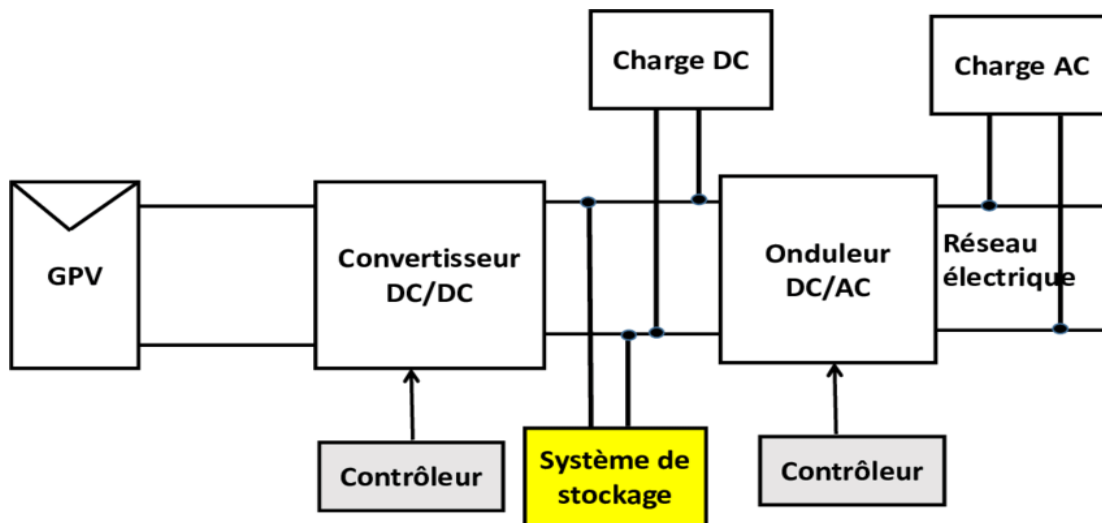 Charge DC
Charge AC
GPV
Convertisseur
DC/DC
Onduleur
DC/AC
Réseau
électrique
Contrôleur
Système de
stockage
Contrôleur